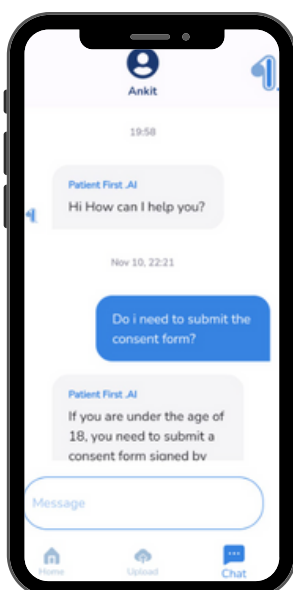 Ankit
19:58
Patient First .AI
Hi How can I help you?
Nov 10, 22:21
Do i need to submit the
consent form?
Patient First .AI
If you are under the age of
18, you need to submit a
consent form signed by
Message
Home
Upload
Chat